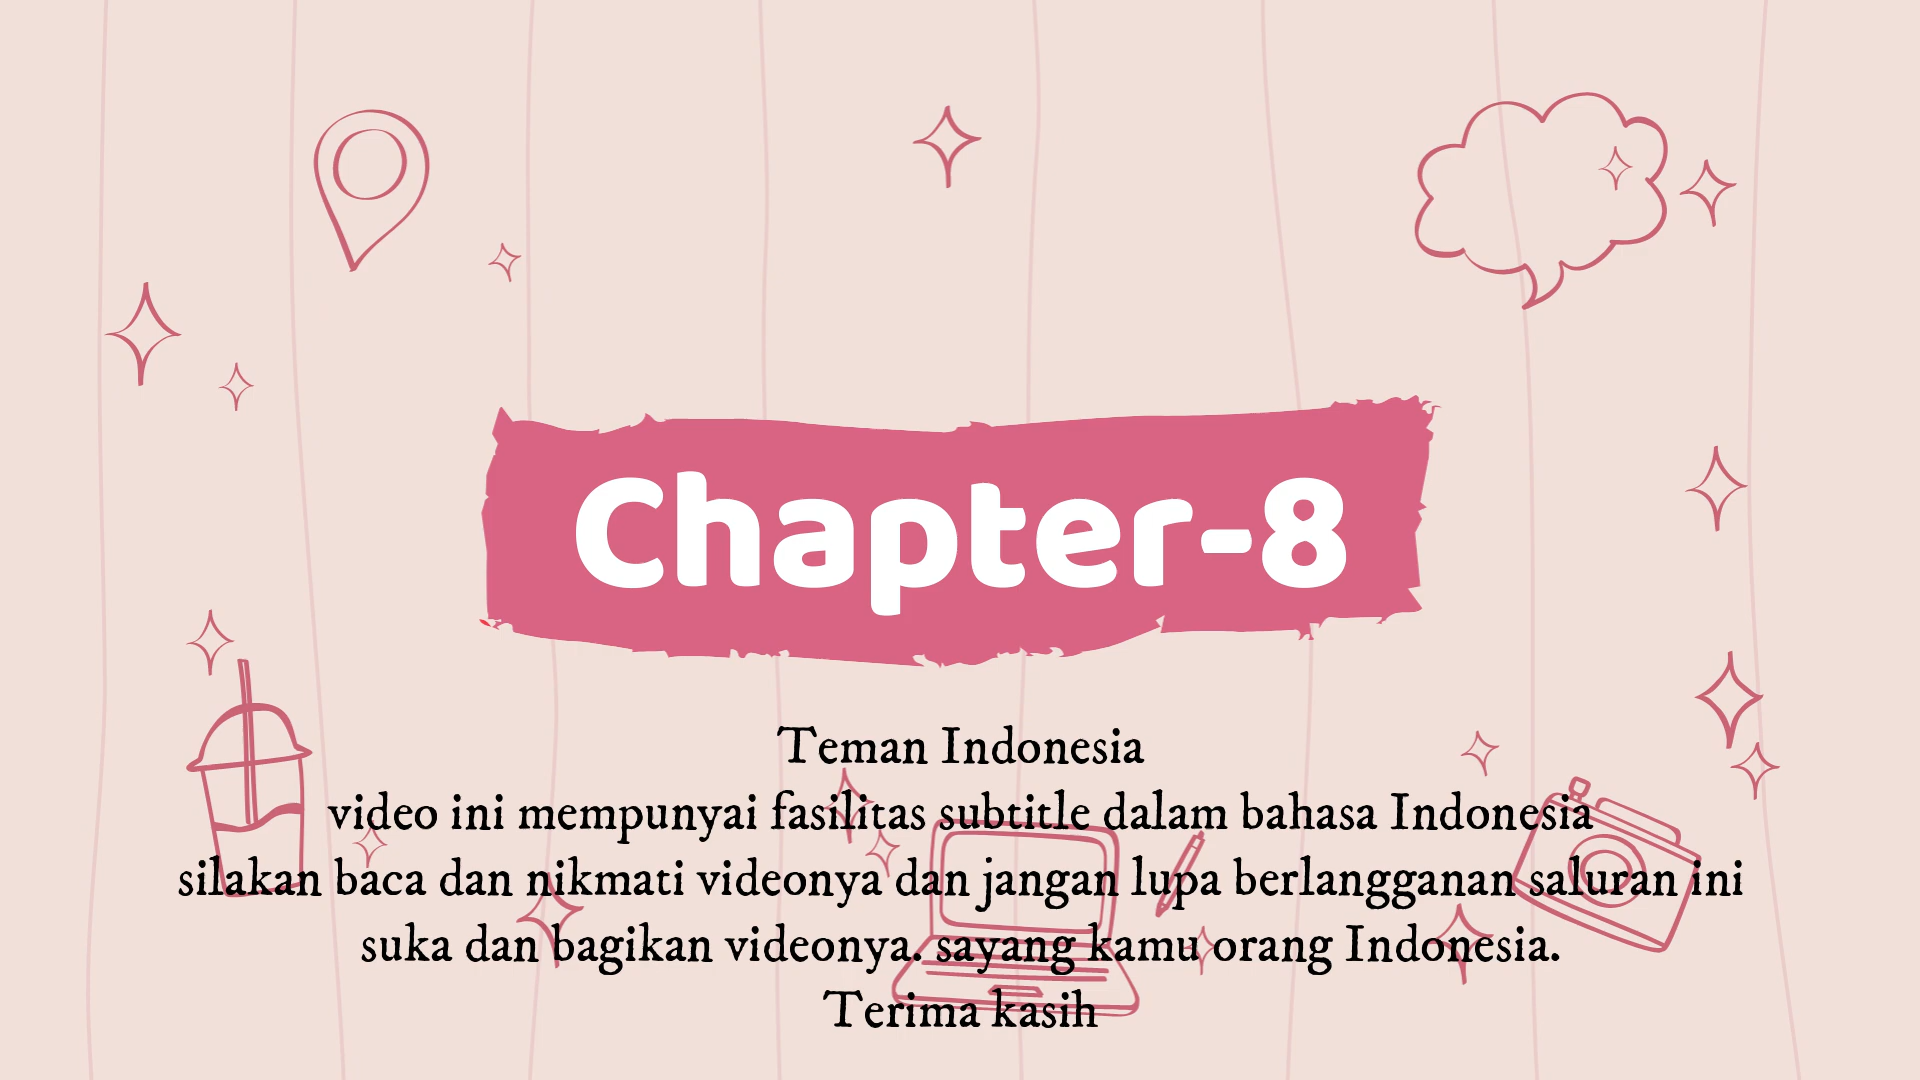 Chapter-8
Teman Indonesia
video ini mempunyai fasilitas subtitle dalam bahasa Indonesia
silakan baca dan nikmati videonya dan jangan lupa berlangganan saluran ini
suka dan bagikan videonya. sayang kamu orang Indonesia.
Terima kasih